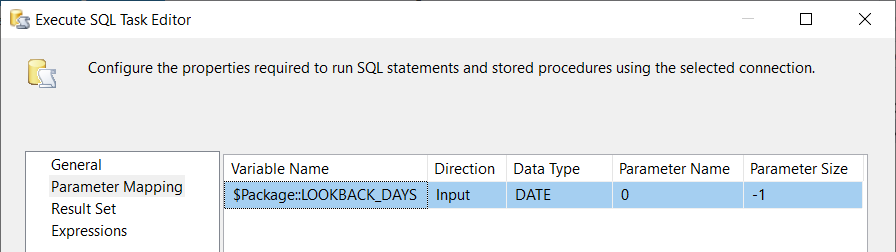 Execute SQL Task Editor
Configure the properties required to run SQL statements and stored procedures using the selected connection.
General
Parameter Mapping
Result Set
Expressions
Variable Name Direction Data Type Parameter Name Parameter Size
$Package::LOOKBACK_DAYS Input DATE 0 -1